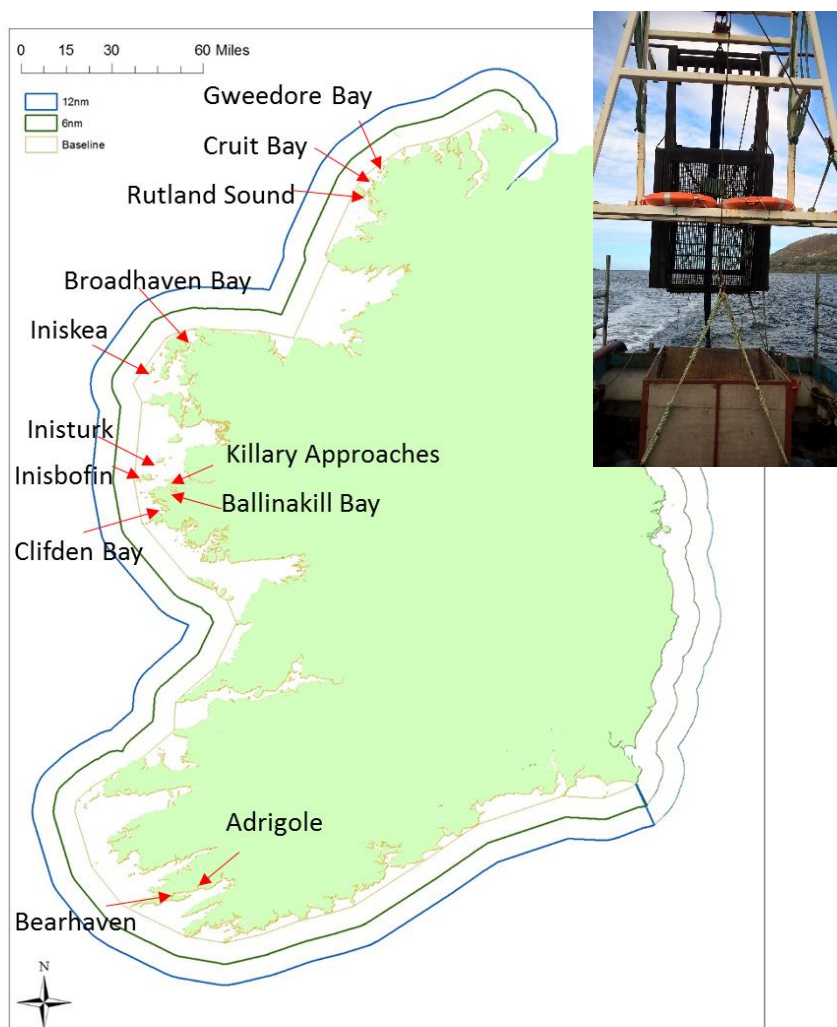 0 15 30 60 Miles
12nm
6nm
Baseline
Gweedore Bay
Cruit Bay
Rutland Sound
Broadhaven Bay
Iniskea
Inisturk
Inisbofin
Killary Approaches
Ballinakill Bay
Clifden Bay
Adrigole
Bearhaven
N